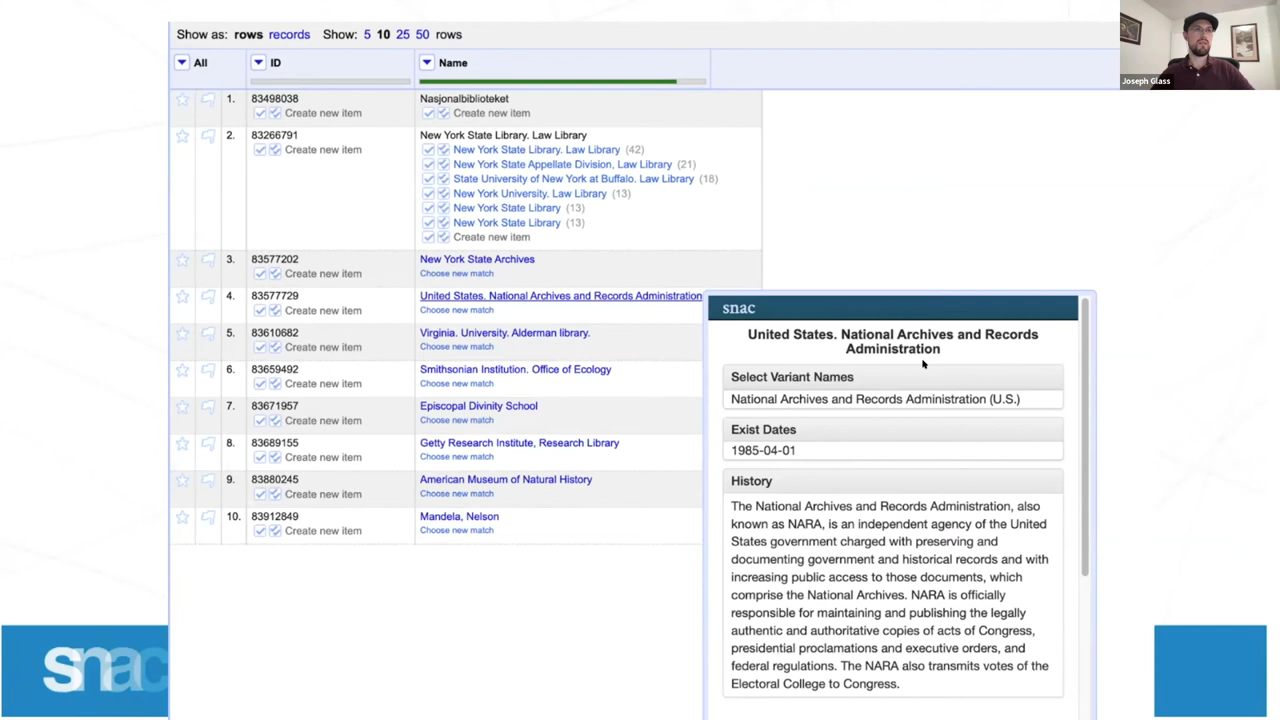 Show as: rows records Show: 5 10 25 50 rows
All ID Name
1. 83498038 Nasjonalbiblioteket
Create new item Create new item
2. 83266791 New York State Library. Law Library
Create new item New York State Library. Law Library (42)
New York State Appellate Division, Law Library (21)
State University of New York at Buffalo. Law Library (18)
New York University. Law Library (13)
New York State Library (13)
New York State Library (13)
Create new item
3. 83577202 New York State Archives
Create new item Choose new match
4. 83577729 United States. National Archives and Records Administration
Create new item Choose new match
5. 83610682 Virginia. University. Alderman library.
Create new item Choose new match
6. 83659492 Smithsonian Institution. Office of Ecology
Create new item Choose new match
7. 83671957 Episcopal Divinity School
Create new item Choose new match
8. 83689155 Getty Research Institute, Research Library
Create new item Choose new match
9. 83880245 American Museum of Natural History
Create new item Choose new match
10. 83912849 Mandela, Nelson
Create new item Choose new match
snac
United States. National Archives and Records
Administration
Select Variant Names
National Archives and Records Administration (U.S.)
Exist Dates
1985-04-01
History
The National Archives and Records Administration, also
known as NARA, is an independent agency of the United
States government charged with preserving and
documenting government and historical records and with
increasing public access to those documents, which
comprise the National Archives. NARA is officially
responsible for maintaining and publishing the legally
authentic and authoritative copies of acts of Congress,
presidential proclamations and executive orders, and
federal regulations. The NARA also transmits votes of the
Electoral College to Congress.
Joseph Glass
snac